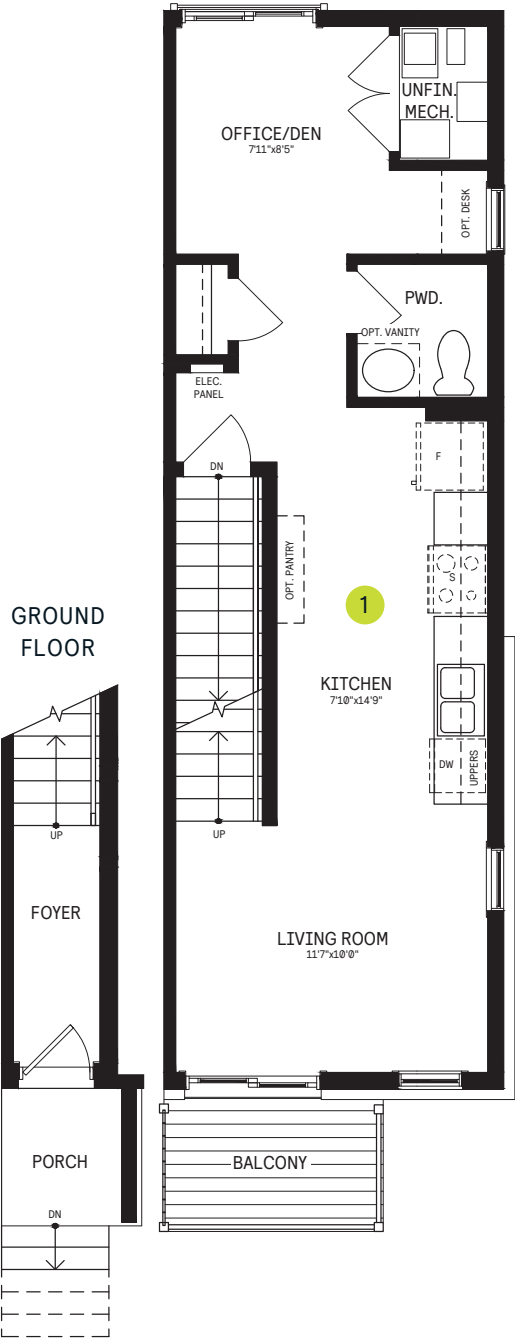 UNFIN.
MECH.
OFFICE/DEN
7'11"x8'5"
OPT. DESK
PWD.
OPT. VANITY
ELEC.
PANEL
DN
F
OPT. PANTRY
S
1
GROUND
FLOOR
KITCHEN
7'10"x14'9"
DW
UPPERS
UP
UP
FOYER
LIVING ROOM
11'7"x10'0"
PORCH
BALCONY
DN